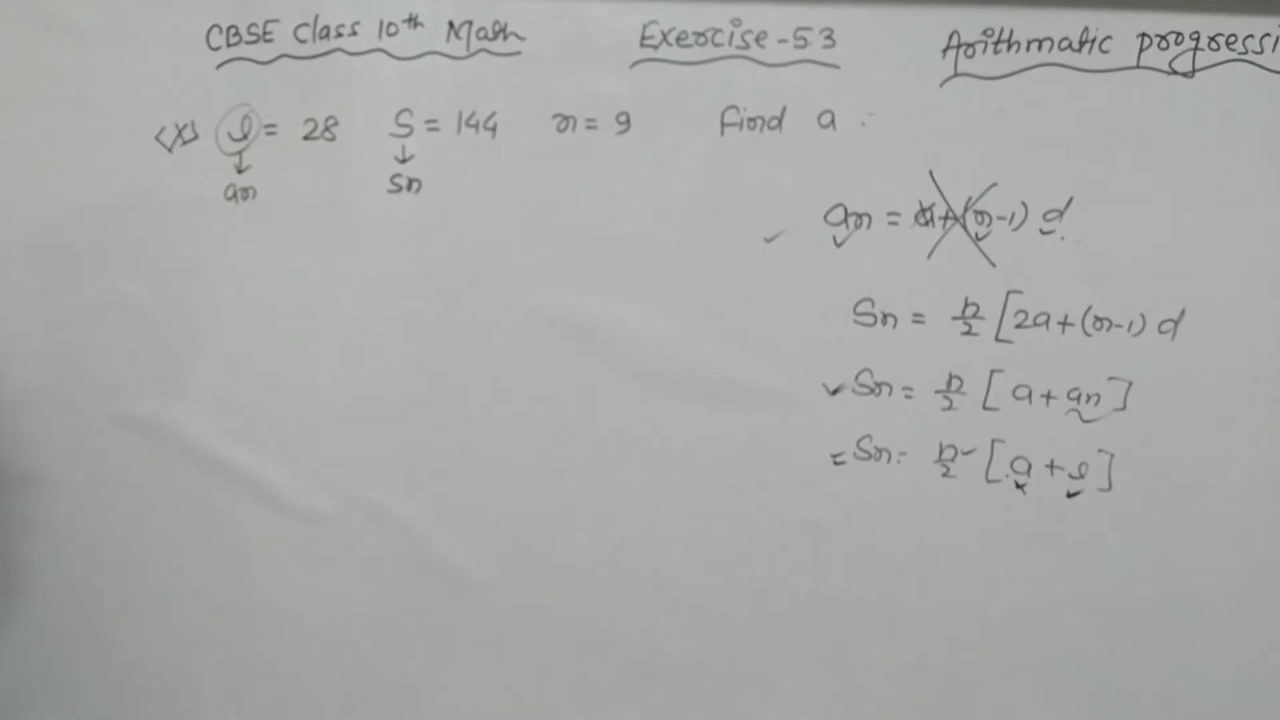 CBSE Class 10th Math Exercise-5.3 Arithmatic progressi
<x> l = 28 S = 144 n = 9 Find a :
↓ ↓
an Sn
an = a+(n-1) d
Sn = n/2 [2a+(n-1) d
✓Sn = n/2 [a+an]
=Sn= n/2 [a+l]